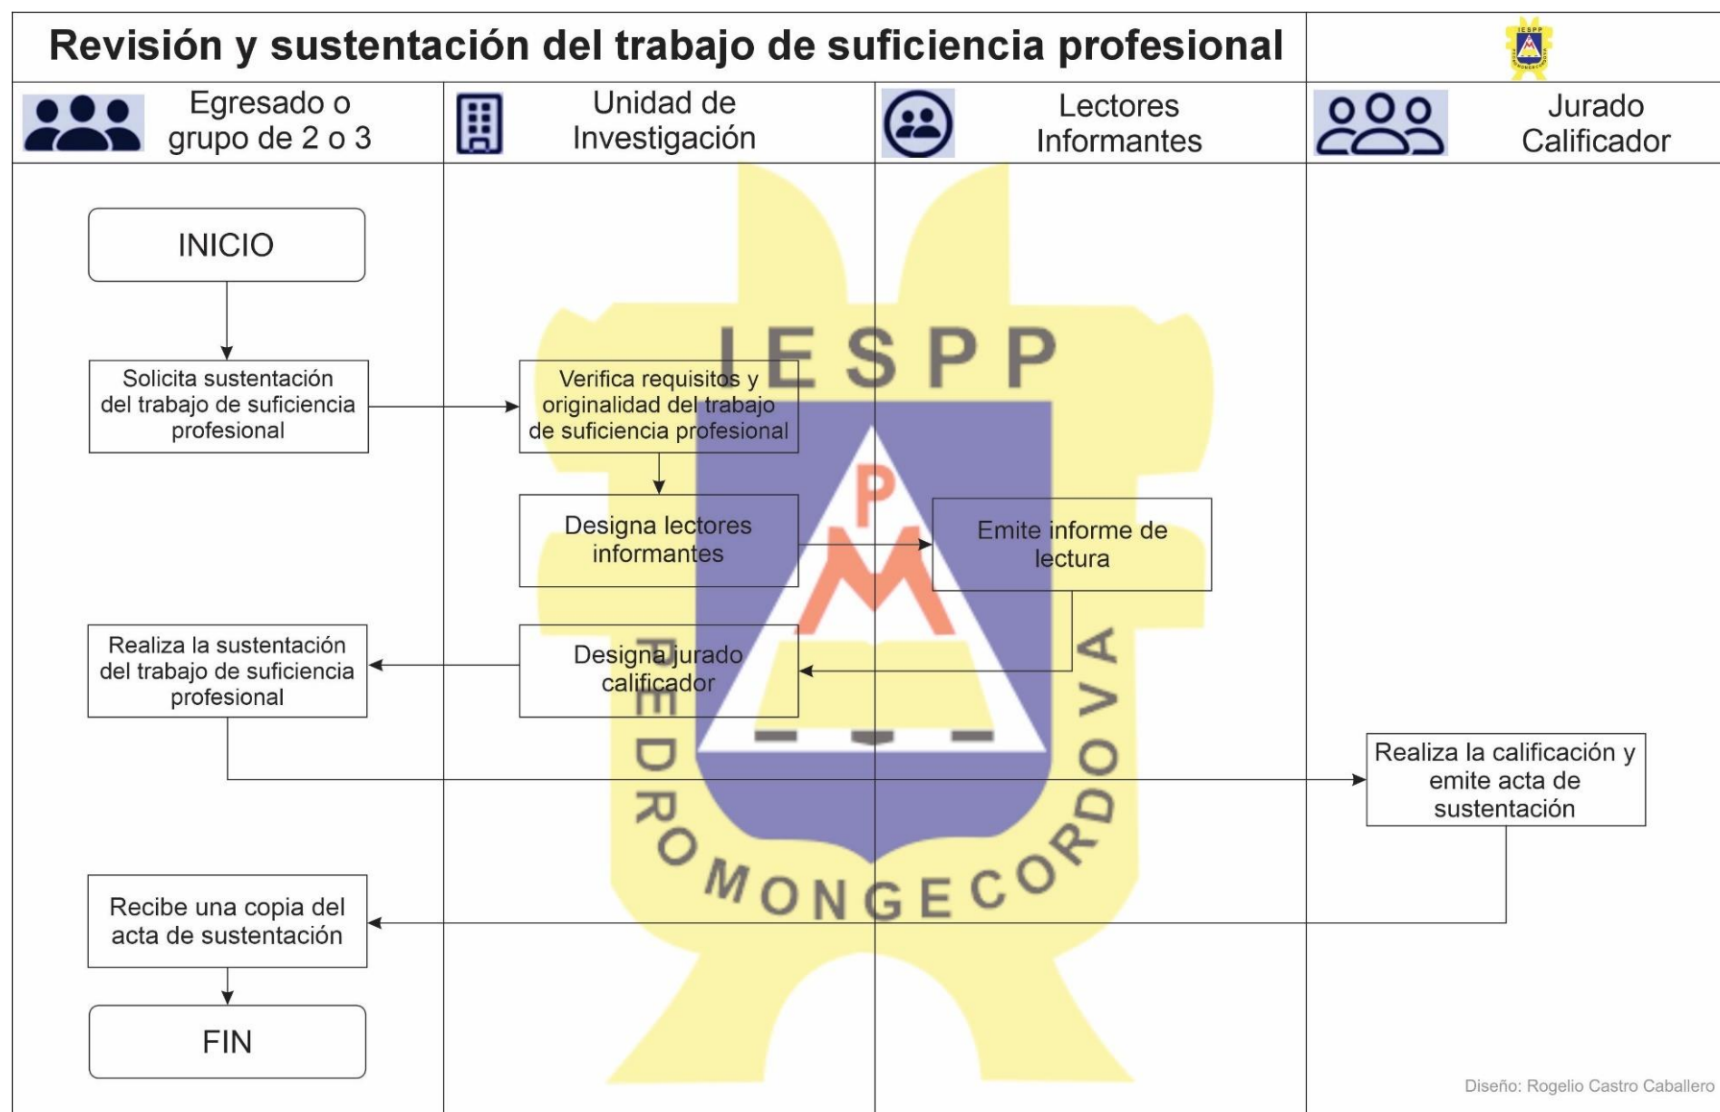 Revisión y sustentación del trabajo de suficiencia profesional
IESPP
Egresado o
grupo de 2 o 3
Unidad de
Investigación
Lectores
Informantes
Jurado
Calificador
INICIO
IESPP
Solicita sustentación
del trabajo de suficiencia
profesional
Verifica requisitos y
originalidad del trabajo
de suficiencia profesional
P
M
Designa lectores
informantes
Emite informe de
lectura
Realiza la sustentación
del trabajo de suficiencia
profesional
Designa jurado
calificador
PEDRO MONGE CORDOVA
Realiza la calificación y
emite acta de
sustentación
Recibe una copia del
acta de sustentación
FIN
Diseño: Rogelio Castro Caballero